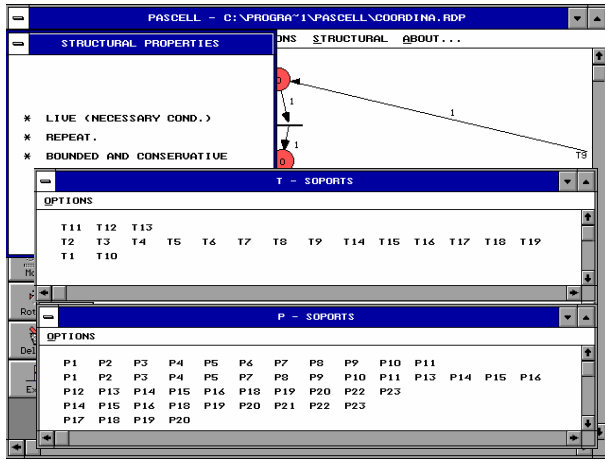 PASCELL - C:\PROGRA~1\PASCELL\COORDINA.RDP
STRUCTURAL PROPERTIES
STRUCTURAL ABOUT...
1
1
1
T9
* LIVE (NECESSARY COND.)
* REPEAT.
* BOUNDED AND CONSERVATIVE
T - SOPORTS
OPTIONS
T11 T12 T13
T2 T3 T4 T5 T6 T7 T8 T9 T14 T15 T16 T17 T18 T19
T1 T10
P - SOPORTS
OPTIONS
P1 P2 P3 P4 P5 P6 P7 P8 P9 P10 P11
P1 P2 P3 P4 P5 P7 P8 P9 P10 P11 P13 P14 P15 P16
P12 P13 P14 P15 P16 P18 P19 P20 P22 P23
P14 P15 P16 P18 P19 P20 P21 P22 P23
P17 P18 P19 P20